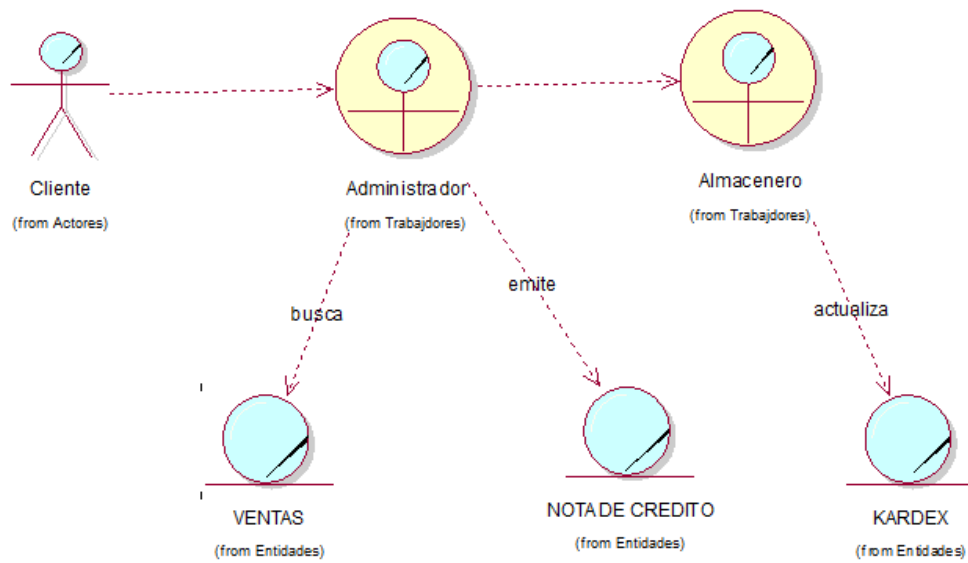 Cliente
(from Actores)
Administrador
(from Trabajdores)
Almacenero
(from Trabajdores)
busca
emite
actualiza
VENTAS
(from Entidades)
NOTA DE CREDITO
(from Entidades)
KARDEX
(from Entidades)